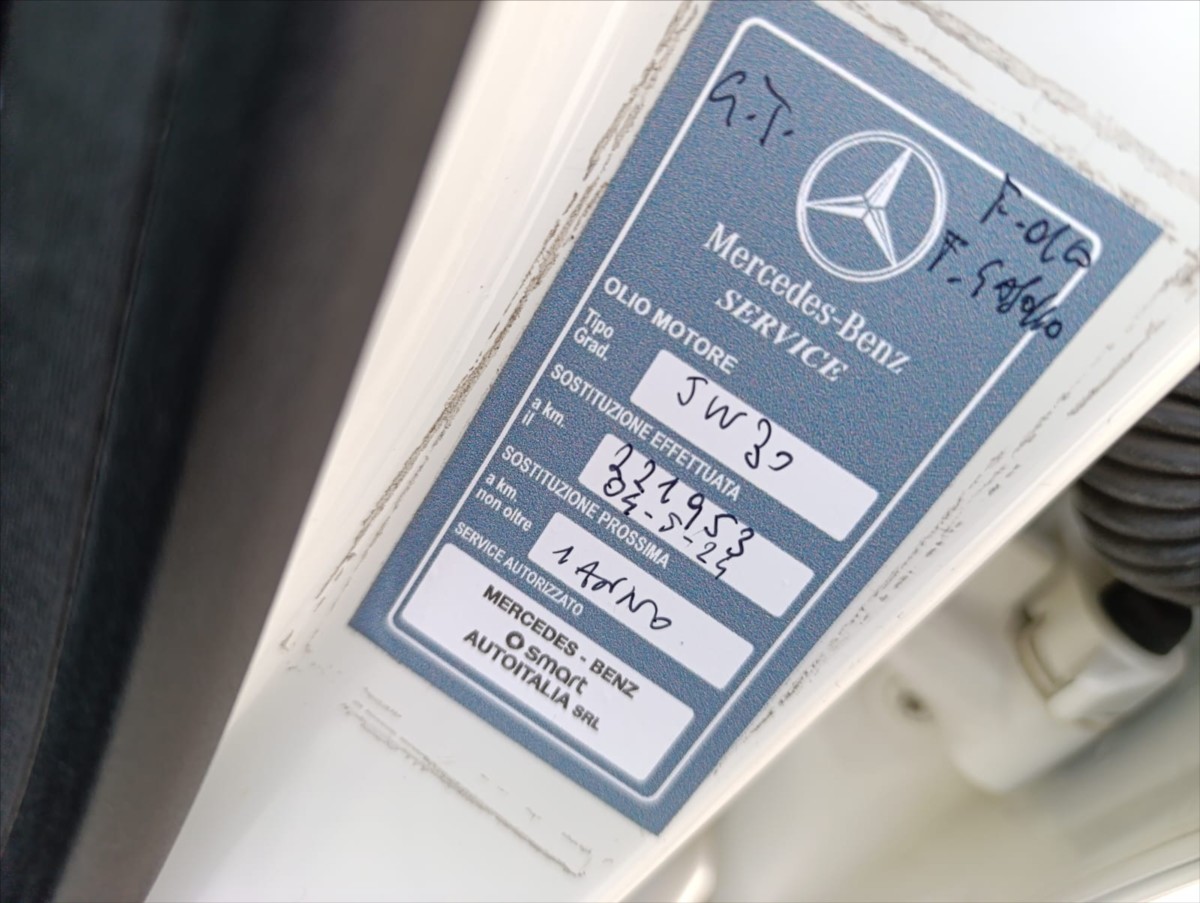 G.T.
F-OLIO
F-GASOLIO
Mercedes-Benz
SERVICE
OLIO MOTORE
Tipo
Grad.
5W30
SOSTITUZIONE EFFETTUATA
a km.
il
221953
04-5-24
SOSTITUZIONE PROSSIMA
a km.
non oltre
1 ANNO
SERVICE AUTORIZZATO
MERCEDES - BENZ
smart
AUTOITALIA SRL